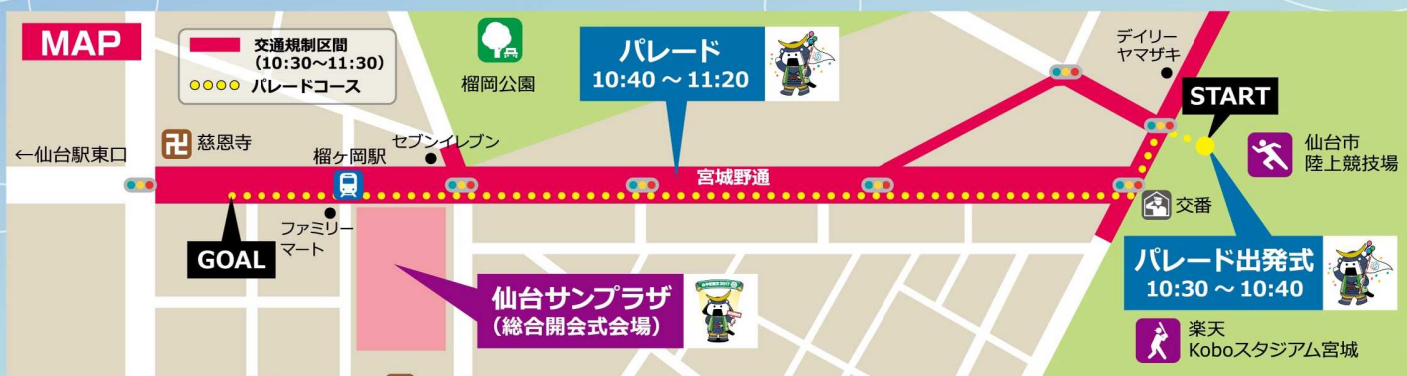 MAP
交通規制区間
(10:30～11:30)
パレードコース
榴岡公園
パレード
10:40 ～ 11:20
デイリー
ヤマザキ
START
仙台市
陸上競技場
←仙台駅東口
慈恩寺
榴ヶ岡駅
セブンイレブン
宮城野通
交番
GOAL
ファミリー
マート
仙台サンプラザ
(総合開会式会場)
パレード出発式
10:30 ～ 10:40
楽天
Koboスタジアム宮城